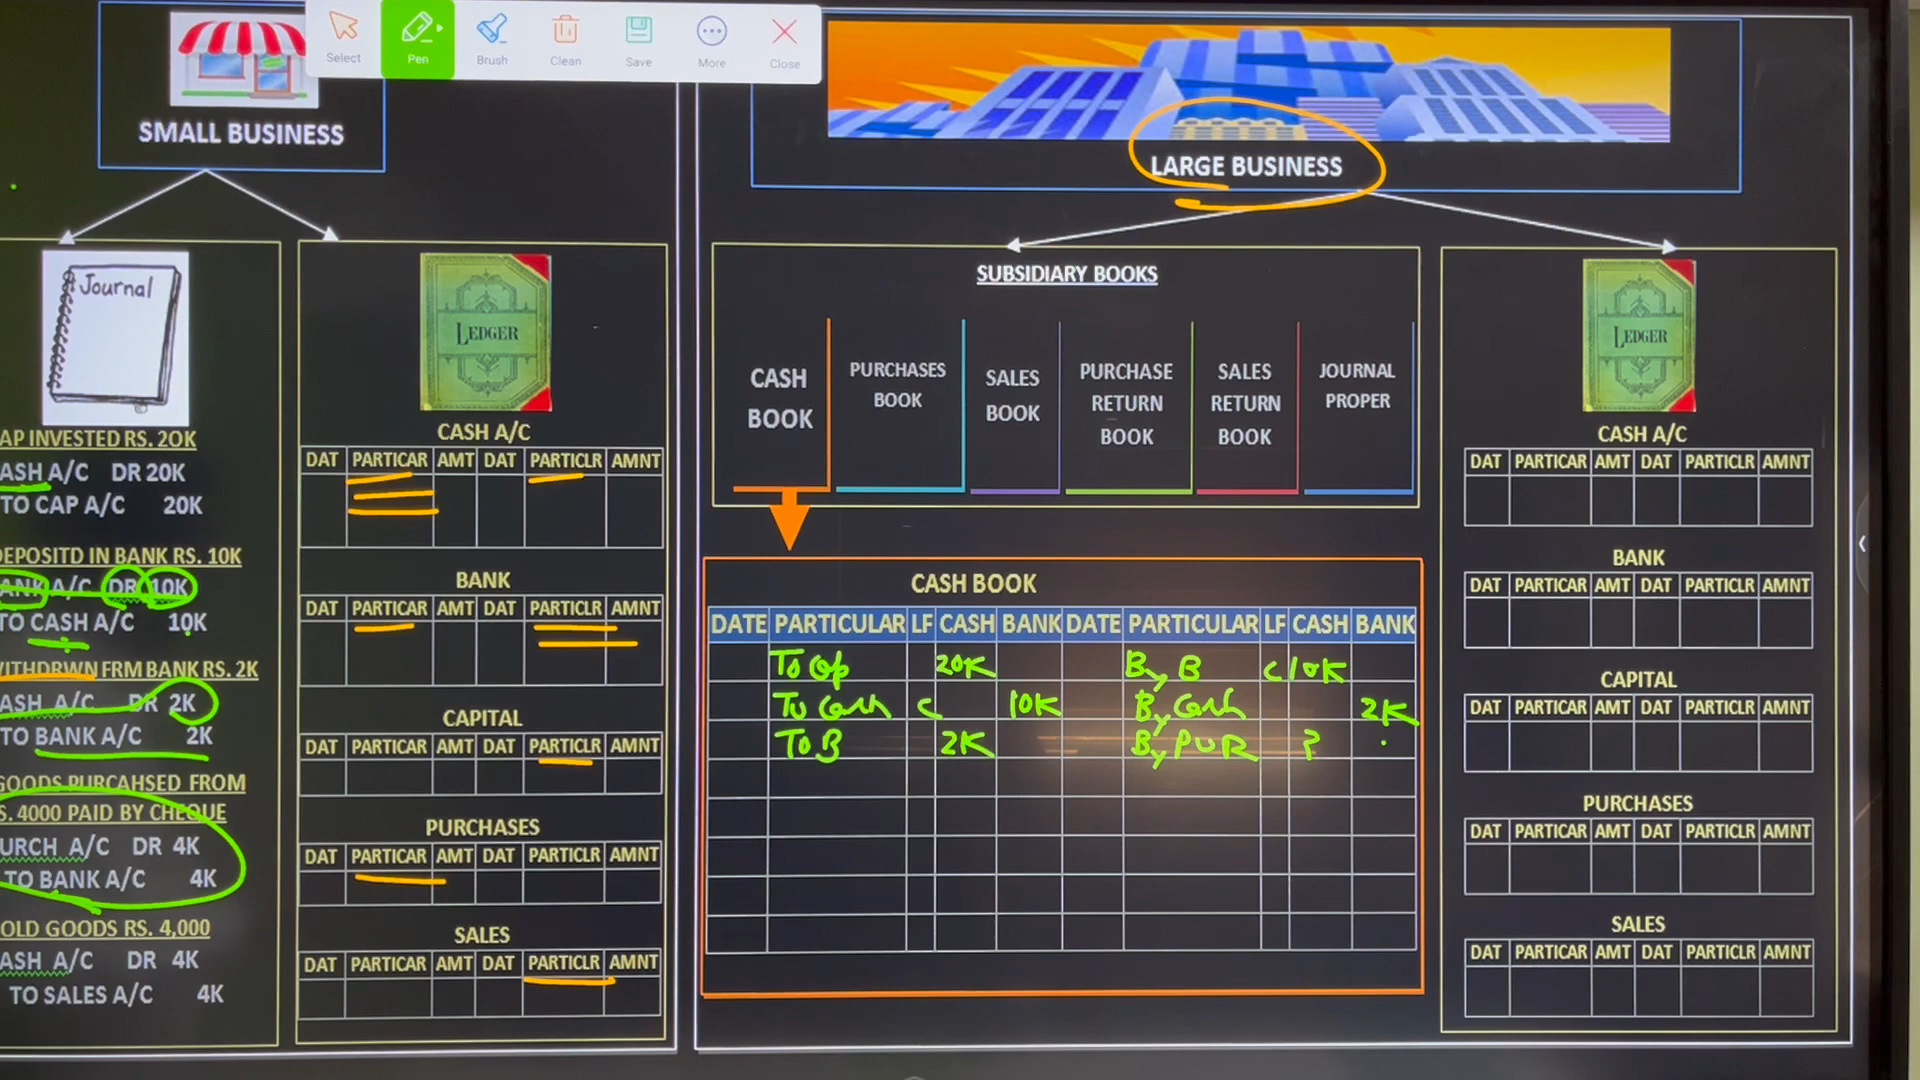 Select Pen Brush Clean Save More Close
SMALL BUSINESS
Journal
AP INVESTED RS. 20K
ASH A/C DR 20K
TO CAP A/C 20K
DEPOSITD IN BANK RS. 10K
ANK A/C DR 10K
TO CASH A/C 10K
WITHDRWN FRM BANK RS. 2K
ASH A/C DR 2K
TO BANK A/C 2K
GOODS PURCAHSED FROM
S. 4000 PAID BY CHEQUE
URCH A/C DR 4K
TO BANK A/C 4K
OLD GOODS RS. 4,000
ASH A/C DR 4K
TO SALES A/C 4K
LEDGER
CASH A/C
DAT PARTICAR AMT DAT PARTICLR AMNT
BANK
DAT PARTICAR AMT DAT PARTICLR AMNT
CAPITAL
DAT PARTICAR AMT DAT PARTICLR AMNT
PURCHASES
DAT PARTICAR AMT DAT PARTICLR AMNT
SALES
DAT PARTICAR AMT DAT PARTICLR AMNT
LARGE BUSINESS
SUBSIDIARY BOOKS
CASH
BOOK
PURCHASES
BOOK
SALES
BOOK
PURCHASE
RETURN
BOOK
SALES
RETURN
BOOK
JOURNAL
PROPER
CASH BOOK
DATE PARTICULAR LF CASH BANK DATE PARTICULAR LF CASH BANK
To 20K By B C 10K
To Cash C 10K By Cash 2K
To B 2K By PUR ?
LEDGER
CASH A/C
DAT PARTICAR AMT DAT PARTICLR AMNT
BANK
DAT PARTICAR AMT DAT PARTICLR AMNT
CAPITAL
DAT PARTICAR AMT DAT PARTICLR AMNT
PURCHASES
DAT PARTICAR AMT DAT PARTICLR AMNT
SALES
DAT PARTICAR AMT DAT PARTICLR AMNT